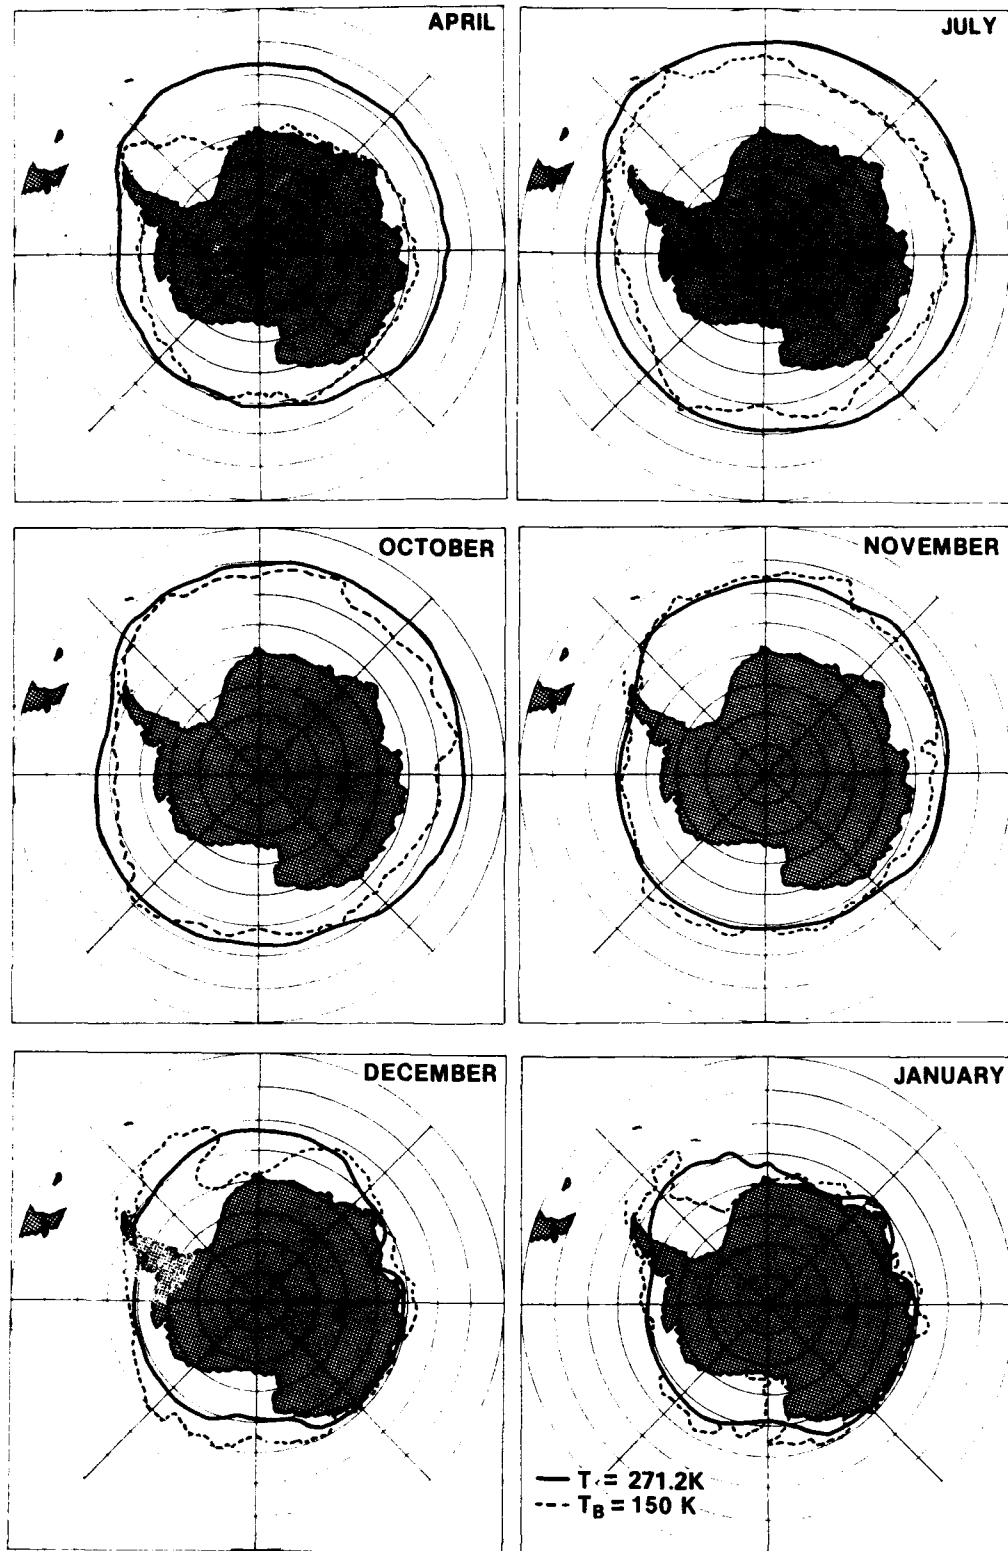 APRIL
JULY
OCTOBER
NOVEMBER
DECEMBER
JANUARY
T = 271.2K
T_B = 150 K